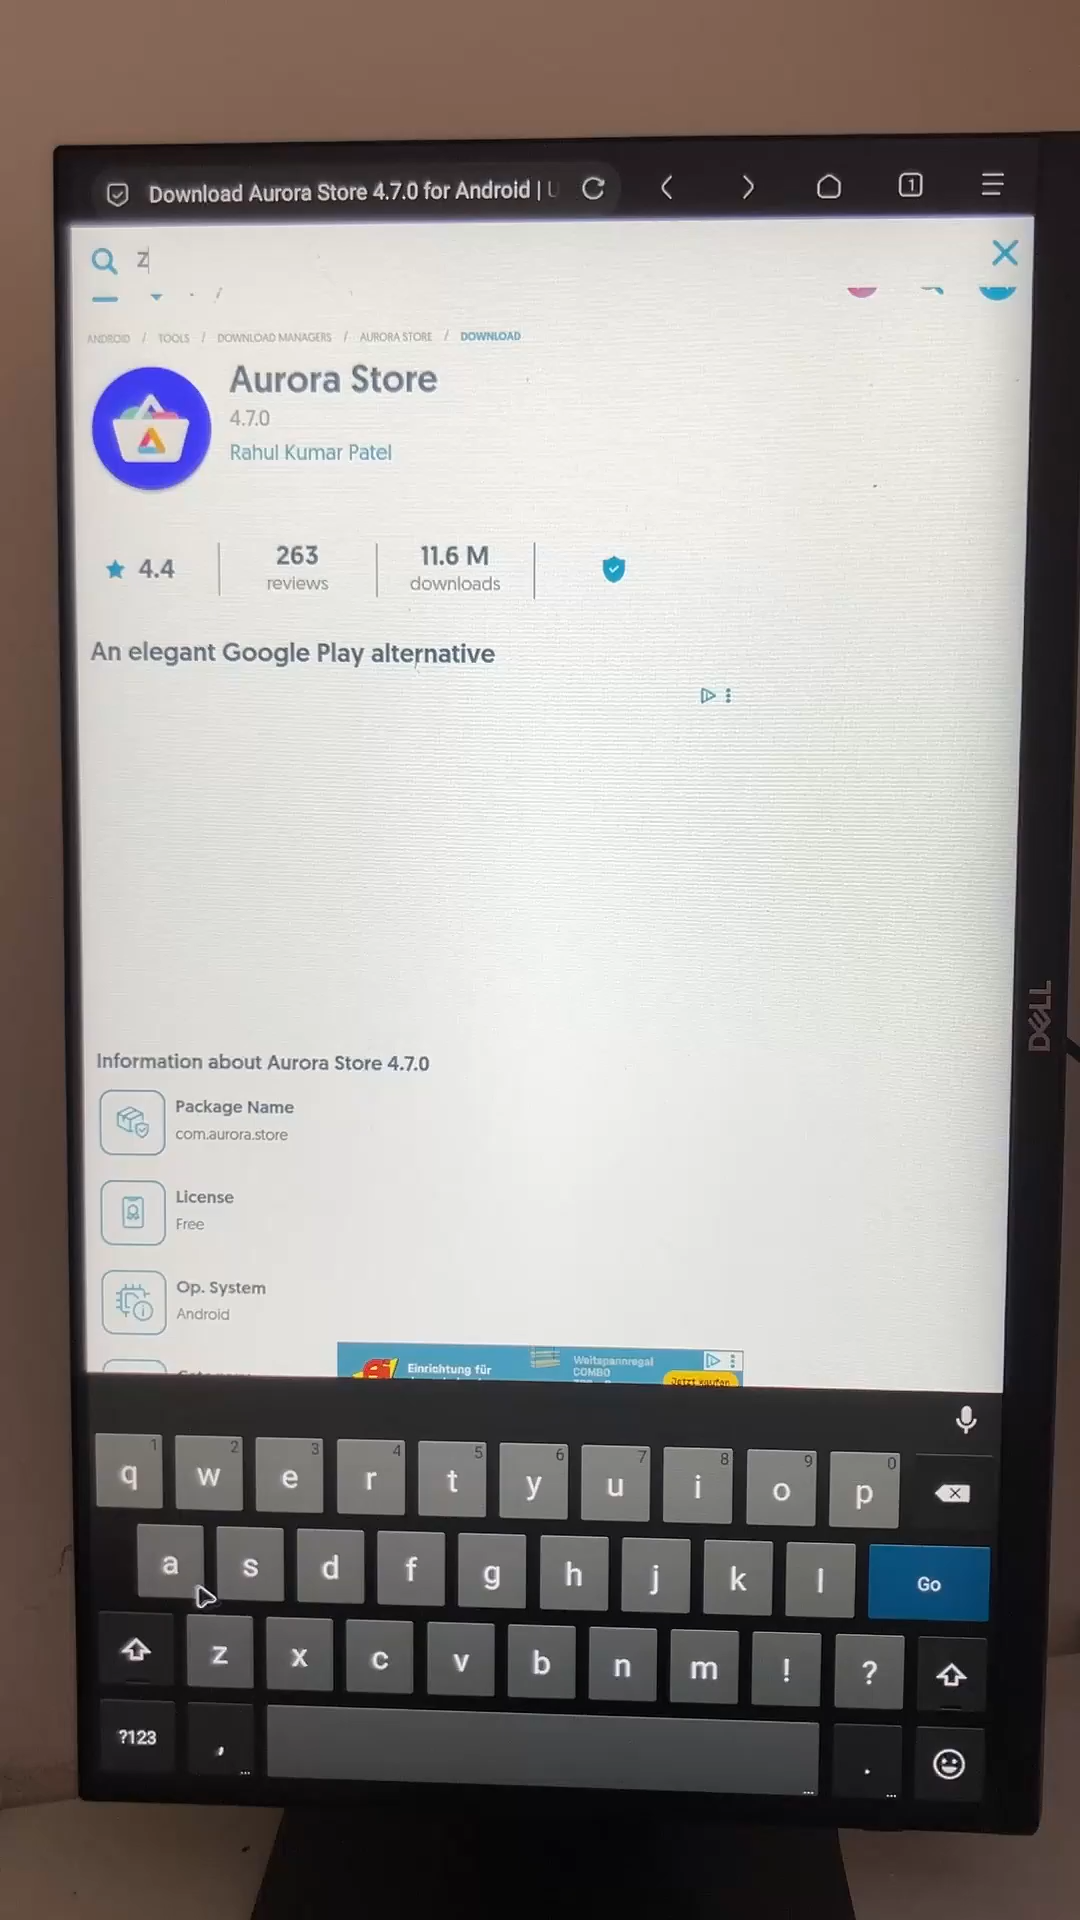 Download Aurora Store 4.7.0 for Android | U
1
z
ANDROID / TOOLS / DOWNLOAD MANAGERS / AURORA STORE / DOWNLOAD
Aurora Store
4.7.0
Rahul Kumar Patel
4.4
263
reviews
11.6 M
downloads
An elegant Google Play alternative
Information about Aurora Store 4.7.0
Package Name
com.aurora.store
License
Free
Op. System
Android
Einrichtung für
Weitspannregal
COMBO
Jetzt kaufen
DELL
1 2 3 4 5 6 7 8 9 0
q w e r t y u i o p
a s d f g h j k l Go
z x c v b n m ! ?
?123 , .